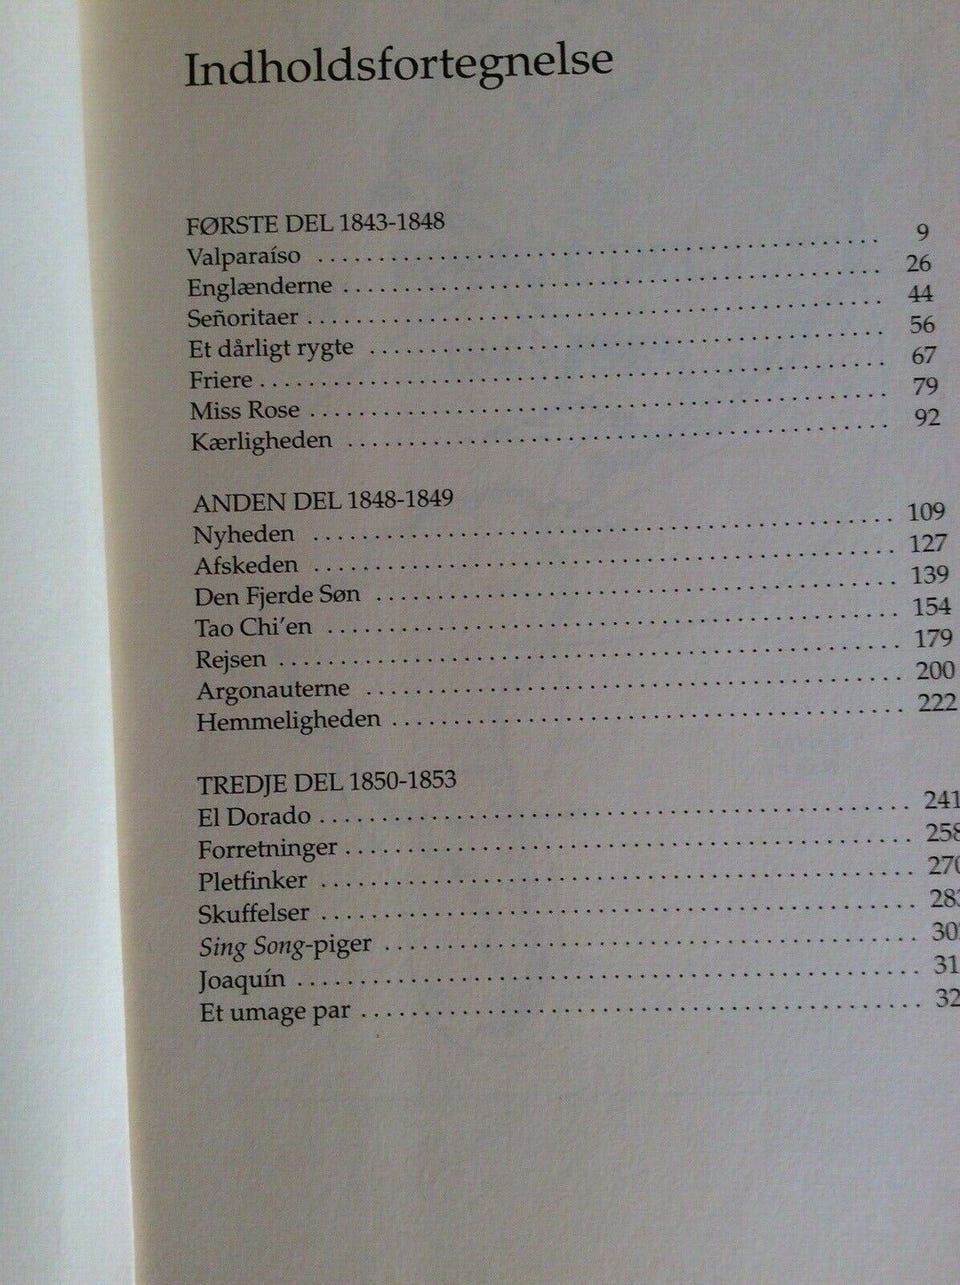 Indholdsfortegnelse
FØRSTE DEL 1843-1848
Valparaíso 9
Englænderne 26
Señoritaer 44
Et dårligt rygte 56
Friere 67
Miss Rose 79
Kærligheden 92
ANDEN DEL 1848-1849
Nyheden 109
Afskeden 127
Den Fjerde Søn 139
Tao Chi'en 154
Rejsen 179
Argonauterne 200
Hemmeligheden 222
TREDJE DEL 1850-1853
El Dorado 241
Forretninger 258
Pletfinker 270
Skuffelser
Sing Song-piger
Joaquín
Et umage par